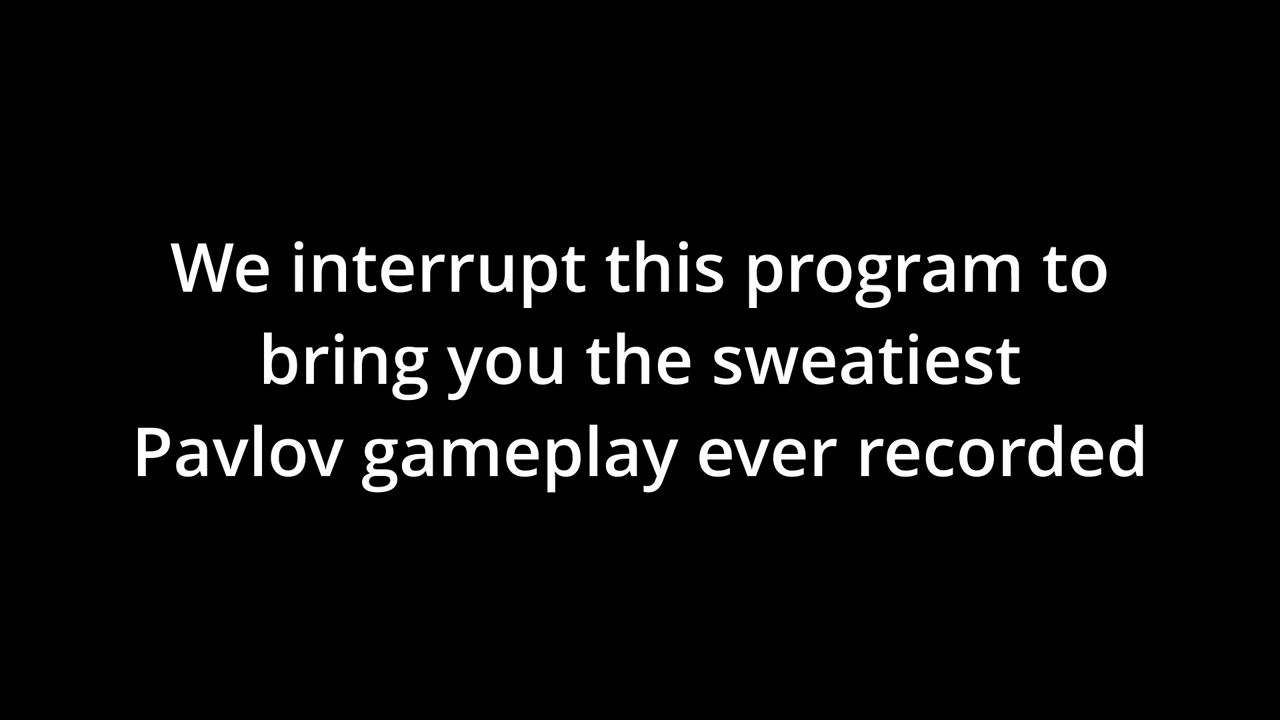 We interrupt this program to
bring you the sweatiest
Pavlov gameplay ever recorded